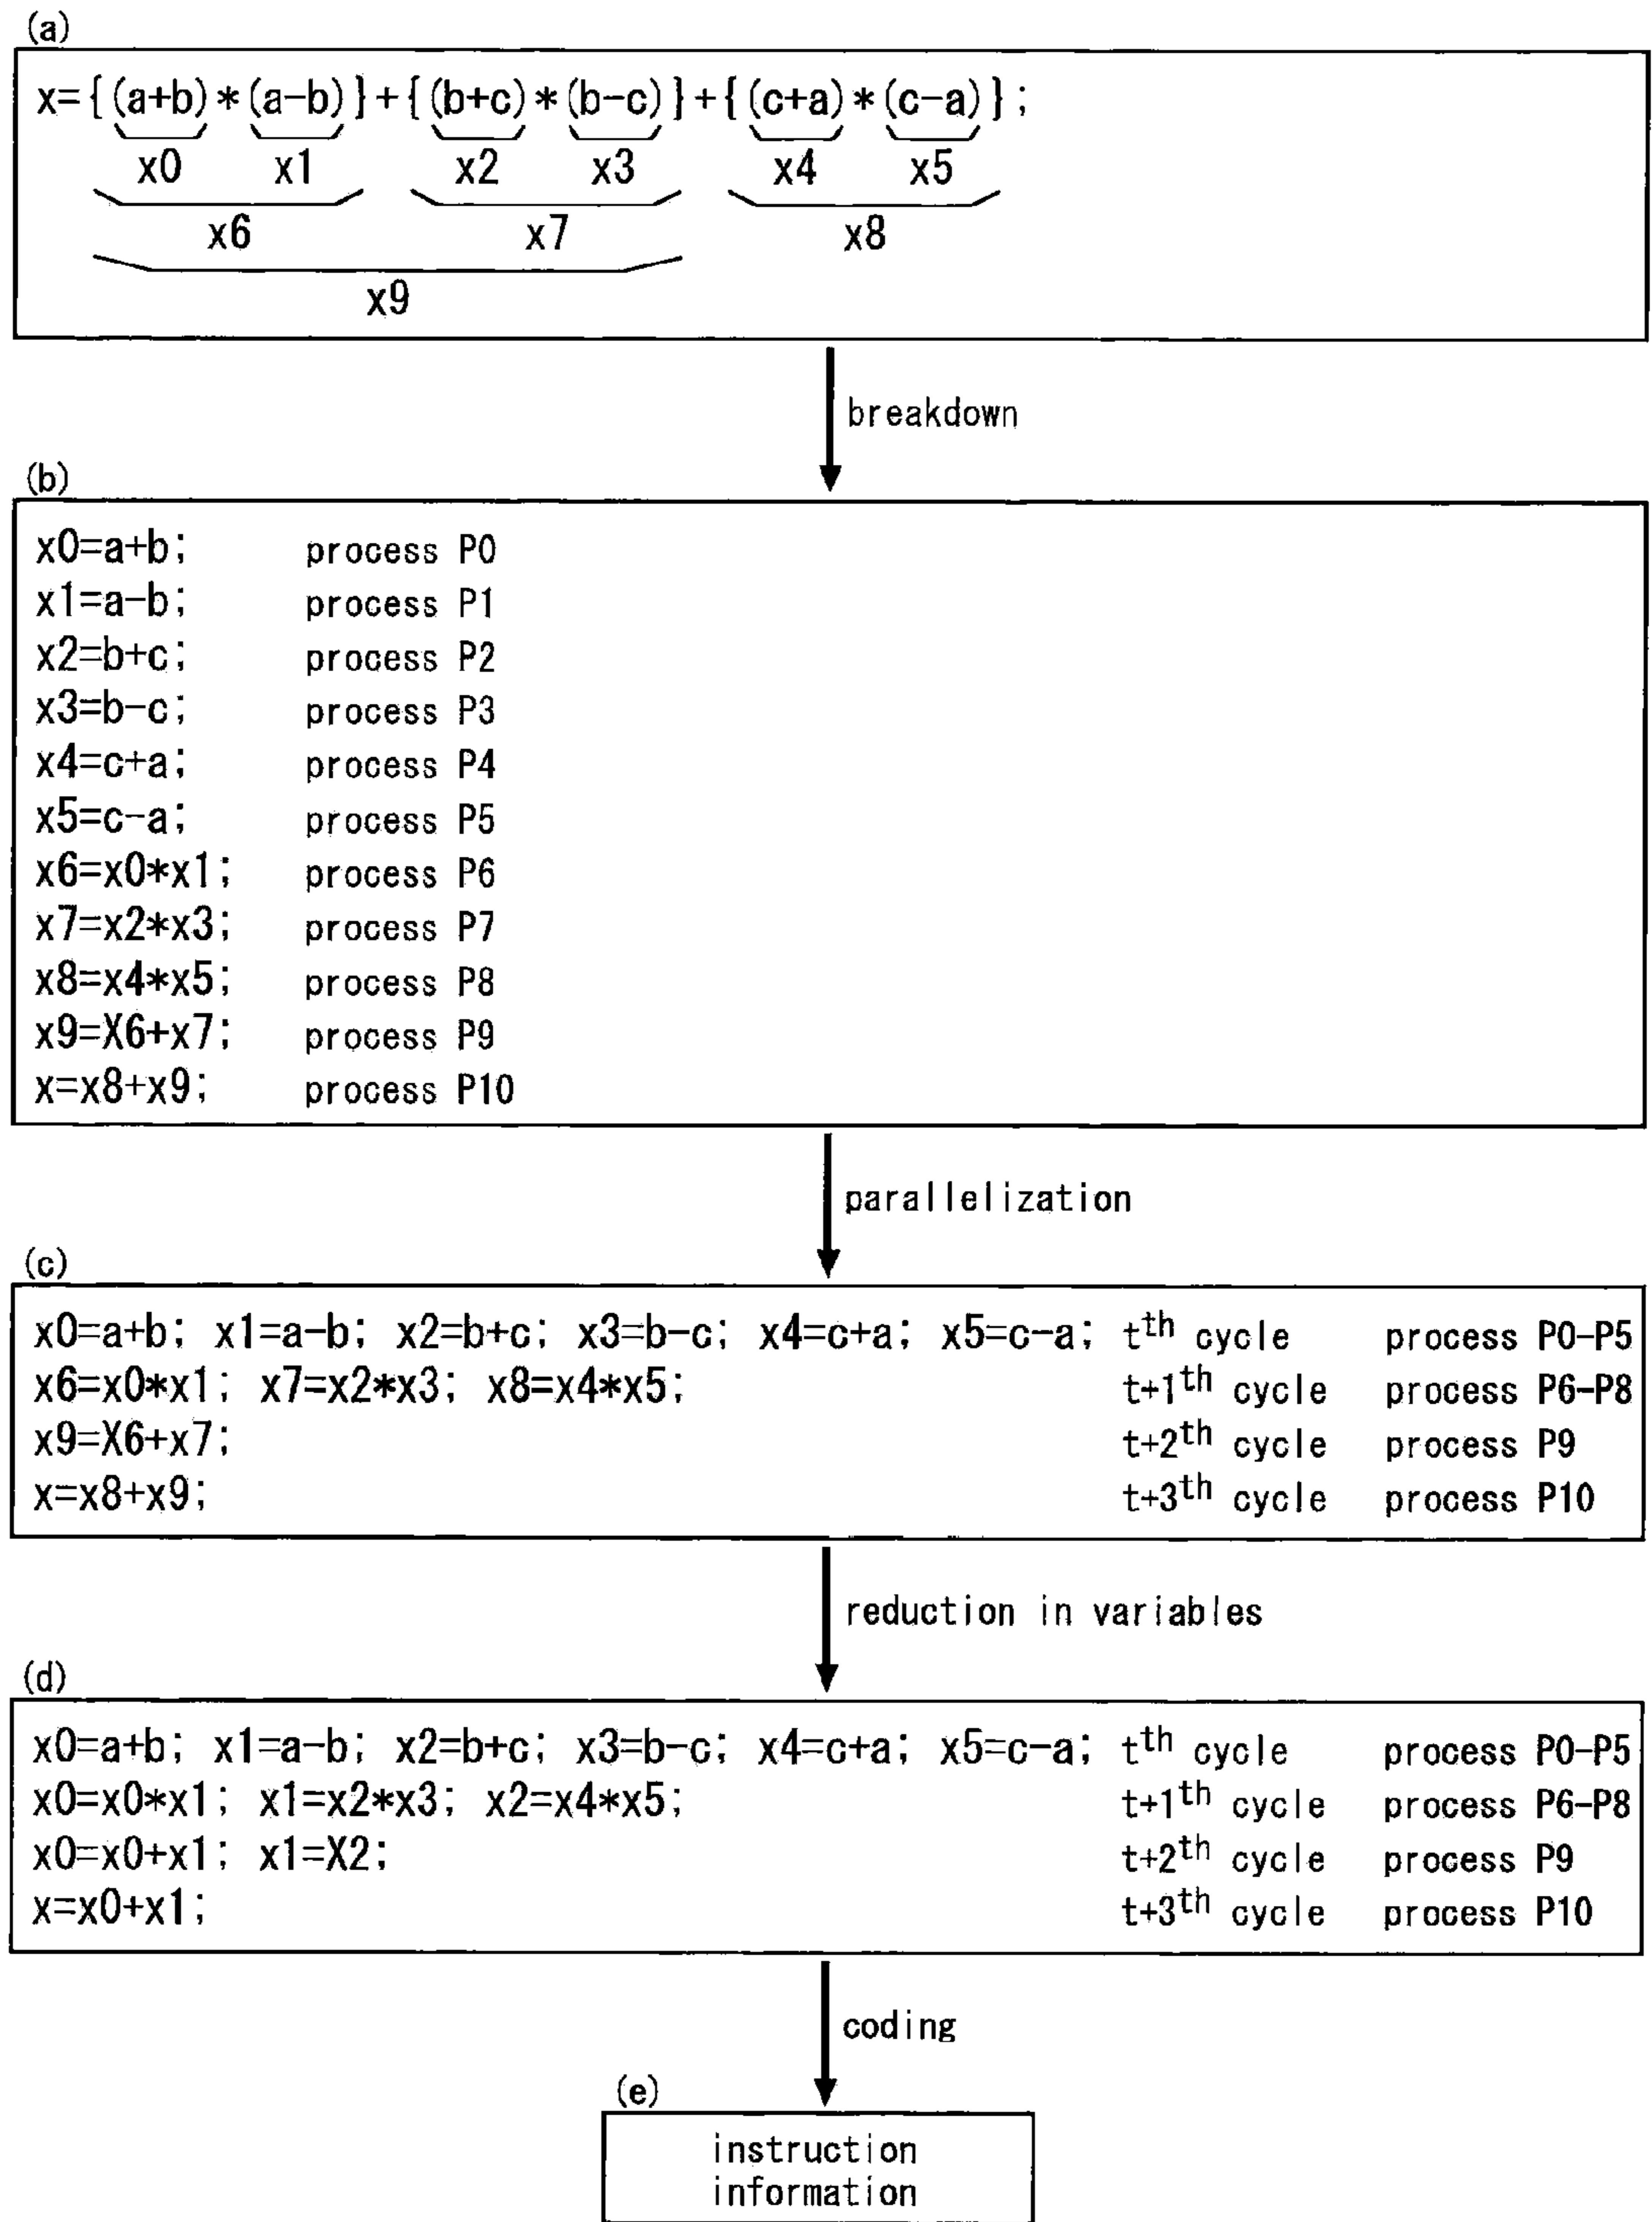 (a)
x={(a+b)*(a-b)}+{(b+c)*(b-c)}+{(c+a)*(c-a)};
x0 x1 x2 x3 x4 x5
x6 x7 x8
x9
breakdown
(b)
x0=a+b; process P0
x1=a-b; process P1
x2=b+c; process P2
x3=b-c; process P3
x4=c+a; process P4
x5=c-a; process P5
x6=x0*x1; process P6
x7=x2*x3; process P7
x8=x4*x5; process P8
x9=X6+x7; process P9
x=x8+x9; process P10
parallelization
(c)
x0=a+b; x1=a-b; x2=b+c; x3=b-c; x4=c+a; x5=c-a; tth cycle process P0-P5
x6=x0*x1; x7=x2*x3; x8=x4*x5; t+1th cycle process P6-P8
x9=X6+x7; t+2th cycle process P9
x=x8+x9; t+3th cycle process P10
reduction in variables
(d)
x0=a+b; x1=a-b; x2=b+c; x3=b-c; x4=c+a; x5=c-a; tth cycle process P0-P5
x0=x0*x1; x1=x2*x3; x2=x4*x5; t+1th cycle process P6-P8
x0=x0+x1; x1=X2; t+2th cycle process P9
x=x0+x1; t+3th cycle process P10
coding
(e)
instruction
information